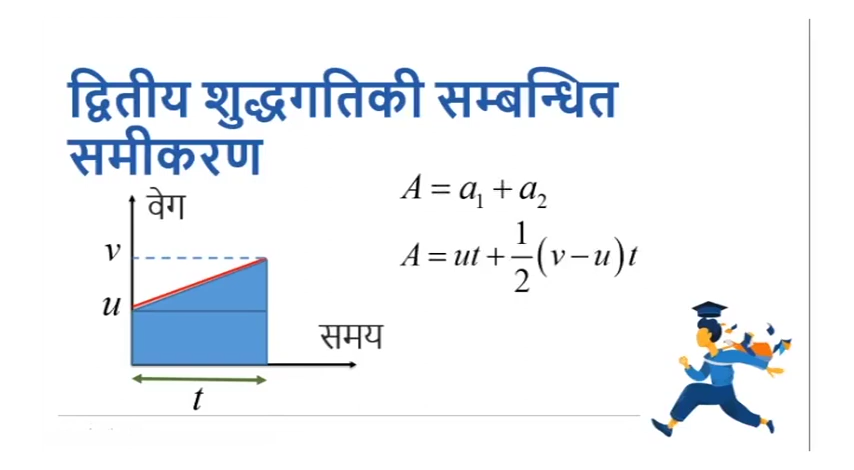 द्वितीय शुद्धगतिकी सम्बन्धित
समीकरण
वेग
v
u
समय
t
A = a₁ + a₂
A = ut + 1/2 (v − u) t